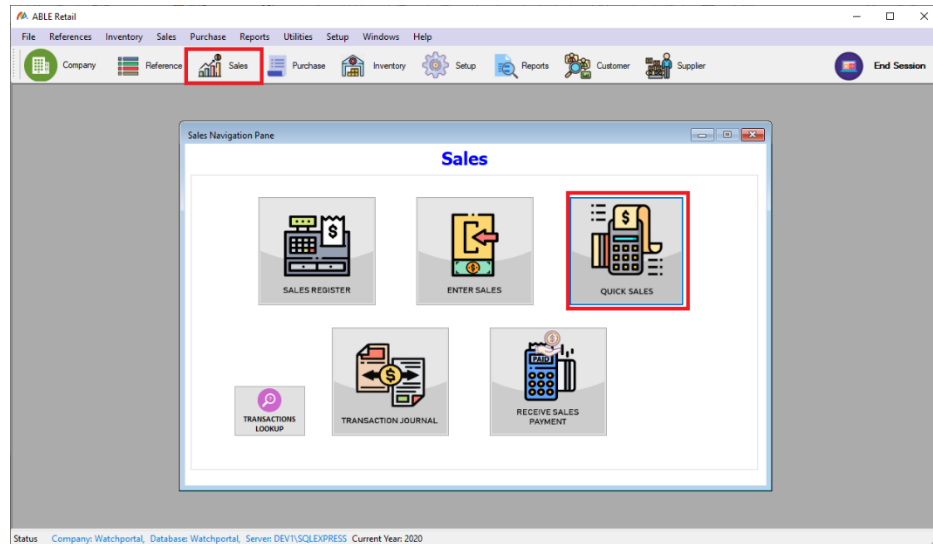 ABLE Retail
File References Inventory Sales Purchase Reports Utilities Setup Windows Help
Company Reference Sales Purchase Inventory Setup Reports Customer Supplier End Session
Sales Navigation Pane
Sales
$ $
SALES REGISTER ENTER SALES QUICK SALES
PAID
$
TRANSACTIONS
LOOKUP
TRANSACTION JOURNAL
RECEIVE SALES
PAYMENT
Status Company: Watchportal, Database: Watchportal, Server: DEV1\SQLEXPRESS Current Year: 2020